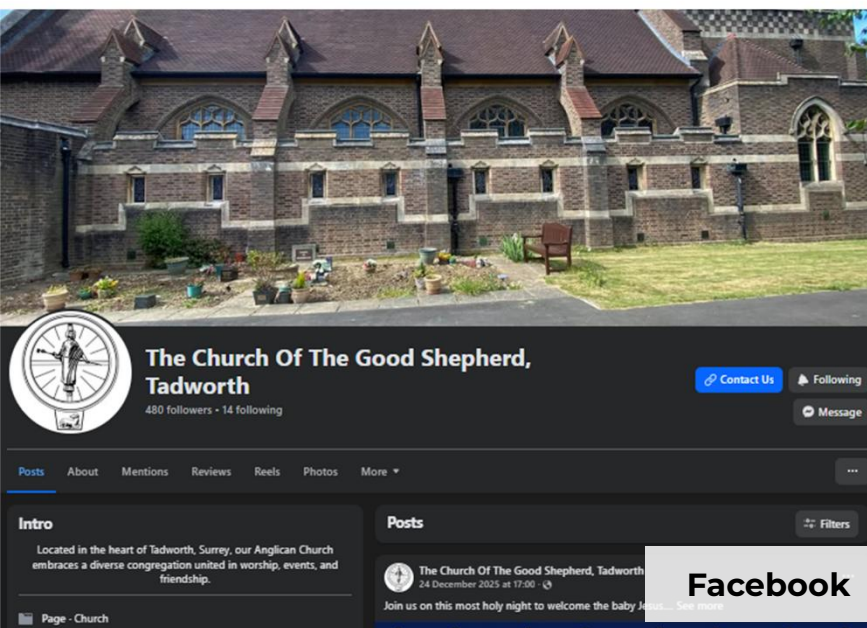 The Church Of The Good Shepherd,
Tadworth
480 followers • 14 following
Contact Us
Following
Message
Posts
About
Mentions
Reviews
Reels
Photos
More
Intro
Located in the heart of Tadworth, Surrey, our Anglican Church
embraces a diverse congregation united in worship, events, and
friendship.
Page · Church
Posts
Filters
The Church Of The Good Shepherd, Tadworth
24 December 2025 at 17:00 ·
Join us on this most holy night to welcome the baby Jesus... See more
Facebook